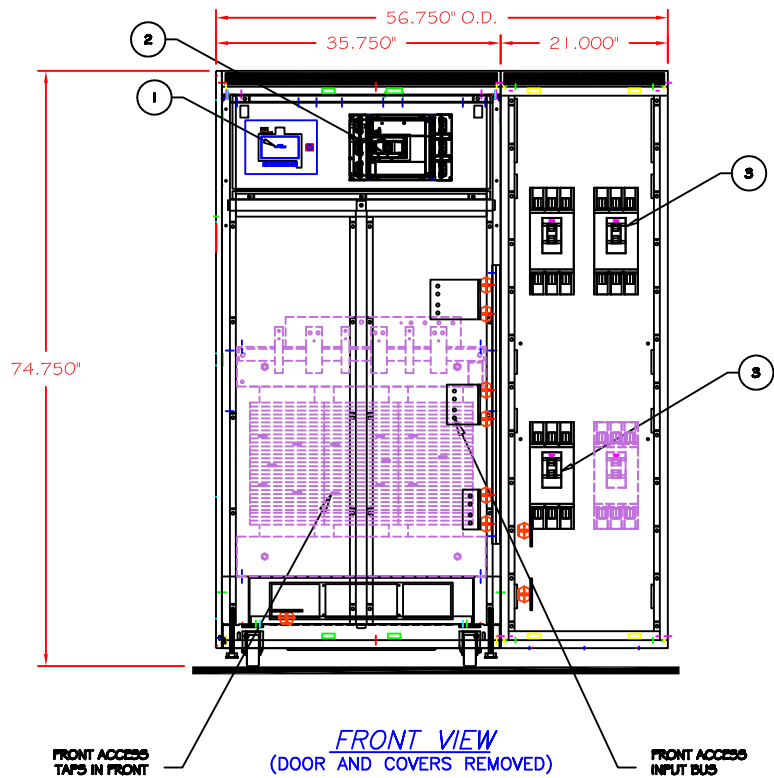 56.750" O.D.
35.750"
21.000"
2
1
3
74.750"
3
FRONT ACCESS
TAPS IN FRONT
FRONT VIEW
(DOOR AND COVERS REMOVED)
FRONT ACCESS
INPUT BUS